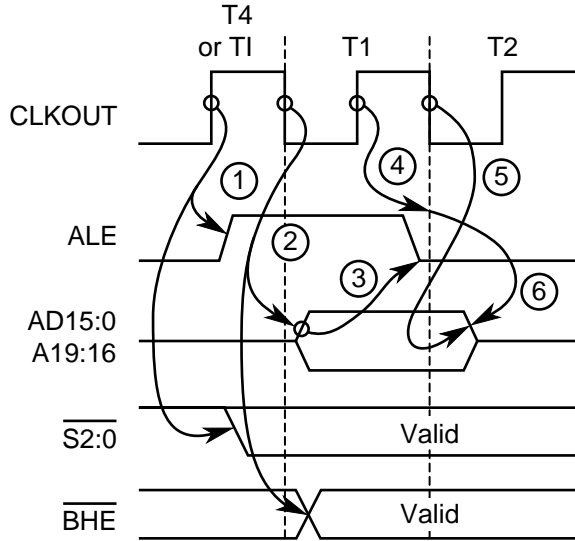 T4
or TI
T1
T2
CLKOUT
1
4
5
ALE
2
3
6
AD15:0
A19:16
S2:0
Valid
BHE
Valid